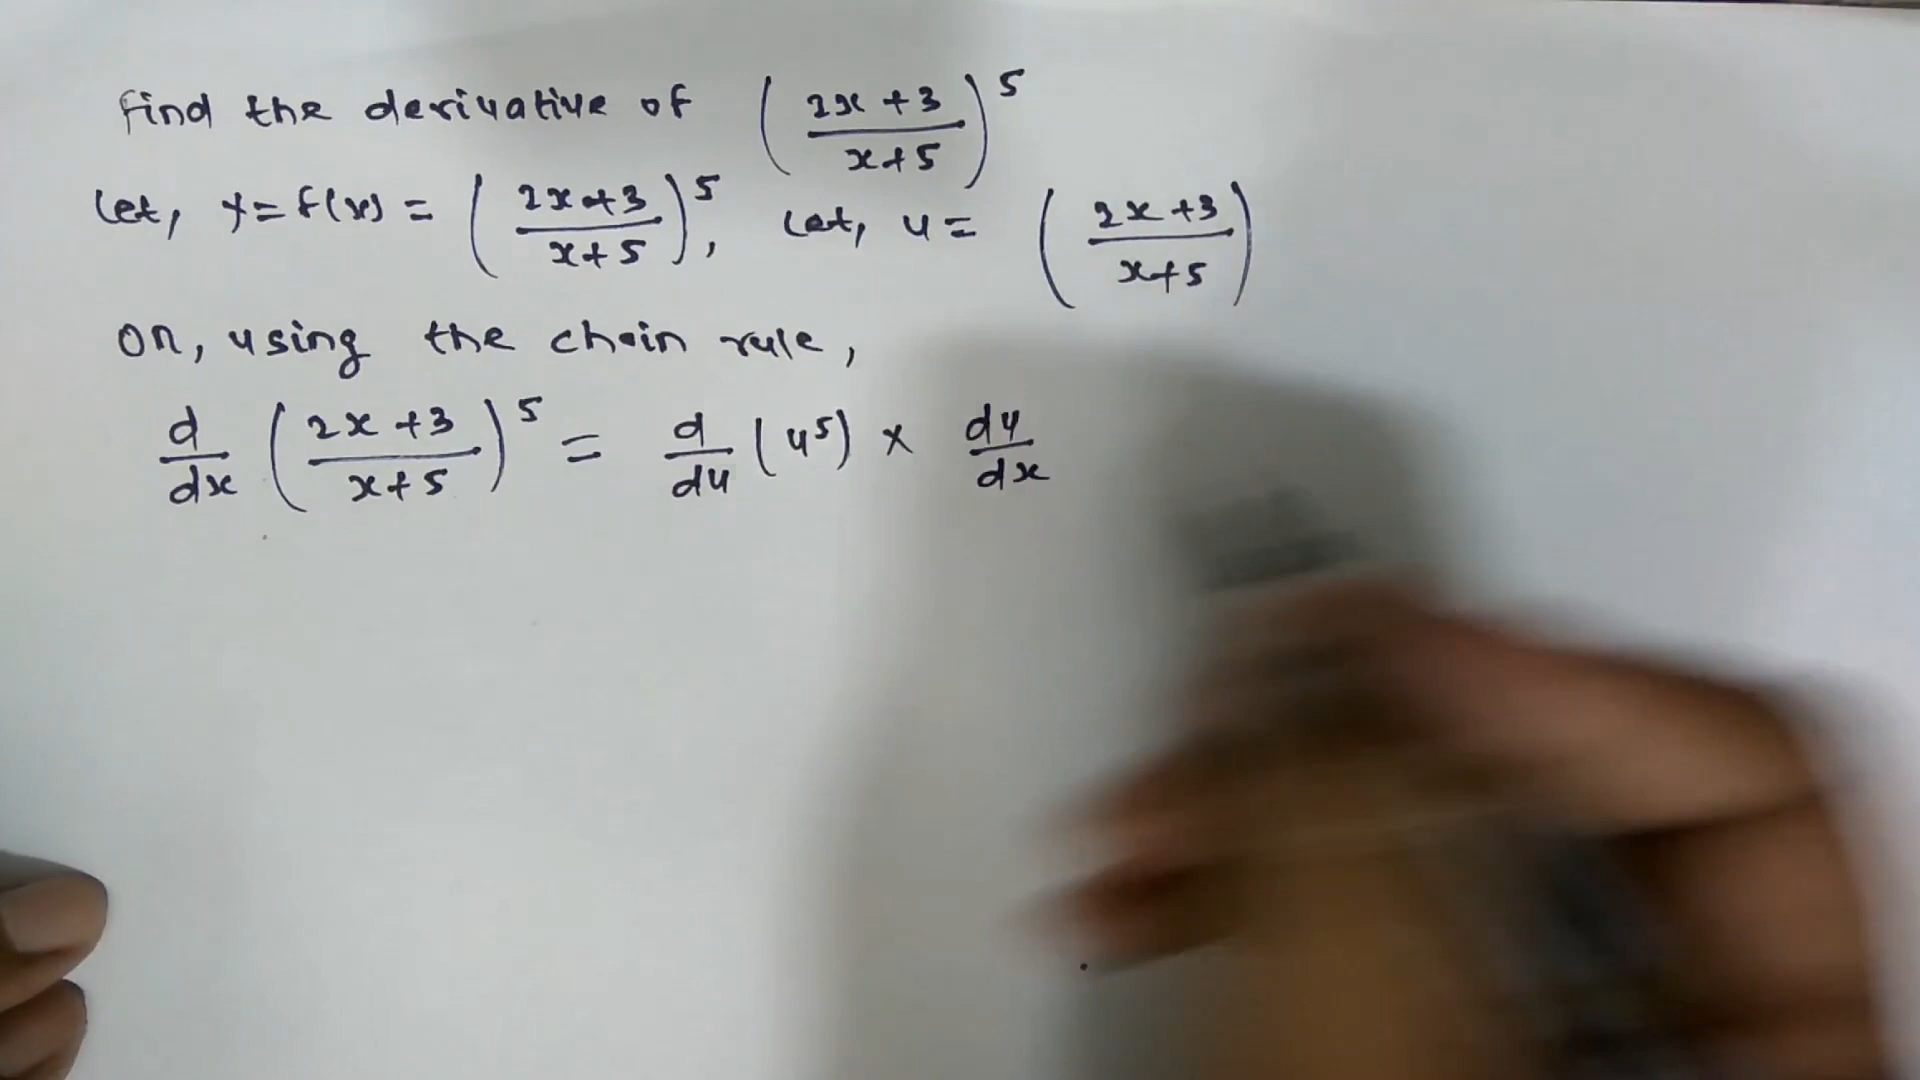 Find the derivative of (2x+3/x+5)^5
Let, y=f(x) = (2x+3/x+5)^5, Let, u= (2x+3/x+5)
OR, using the chain rule,
d/dx (2x+3/x+5)^5 = d/du (u^5) × du/dx